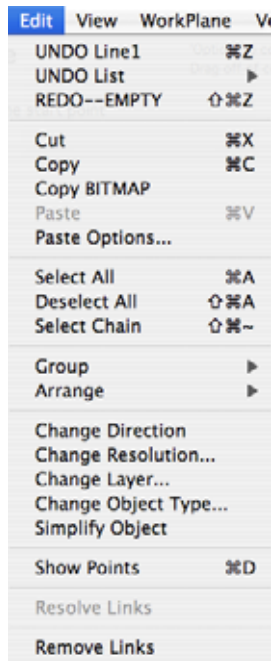 Edit View WorkPlane
UNDO Line1 ⌘Z
UNDO List ▶
REDO--EMPTY ⇧⌘Z
Cut ⌘X
Copy ⌘C
Copy BITMAP
Paste ⌘V
Paste Options...
Select All ⌘A
Deselect All ⇧⌘A
Select Chain ⇧⌘~
Group ▶
Arrange ▶
Change Direction
Change Resolution...
Change Layer...
Change Object Type...
Simplify Object
Show Points ⌘D
Resolve Links
Remove Links